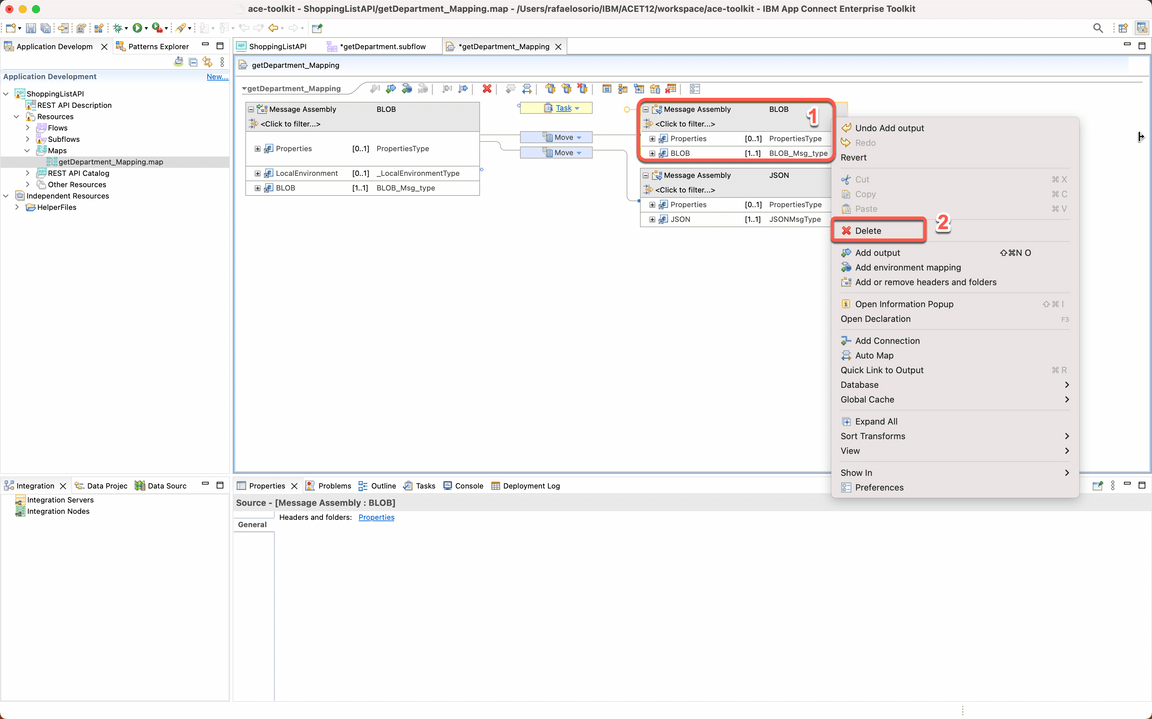 ace-toolkit - ShoppingListAPI/getDepartment_Mapping.map - /Users/rafaelosorio/IBM/ACET12/workspace/ace-toolkit - IBM App Connect Enterprise Toolkit
Application Developm
Patterns Explorer
Application Development
New...
ShoppingListAPI
REST API Description
Resources
Flows
Subflows
Maps
getDepartment_Mapping.map
REST API Catalog
Other Resources
Independent Resources
HelperFiles
ShoppingListAPI
*getDepartment.subflow
*getDepartment_Mapping
getDepartment_Mapping
getDepartment_Mapping
Message Assembly BLOB
<Click to filter...>
Properties [0..1] PropertiesType
LocalEnvironment [0..1] _LocalEnvironmentType
BLOB [1..1] BLOB_Msg_type
Task
Move
Move
Message Assembly BLOB
1
<Click to filter...>
Properties [0..1] PropertiesType
BLOB [1..1] BLOB_Msg_type
Message Assembly JSON
<Click to filter...>
Properties [0..1] PropertiesType
JSON [1..1] JSONMsgType
Undo Add output
Redo
Revert
Cut ⌘ X
Copy ⌘ C
Paste ⌘ V
Delete
2
Add output ⇧⌘N O
Add environment mapping
Add or remove headers and folders
Open Information Popup ⇧⌘ I
Open Declaration F3
Add Connection
Auto Map
Quick Link to Output ⌘ R
Database
Global Cache
Expand All
Sort Transforms
View
Show In
Preferences
Integration
Data Projec
Data Sourc
Integration Servers
Integration Nodes
Properties
Problems
Outline
Tasks
Console
Deployment Log
Source - [Message Assembly : BLOB]
General
Headers and folders: Properties